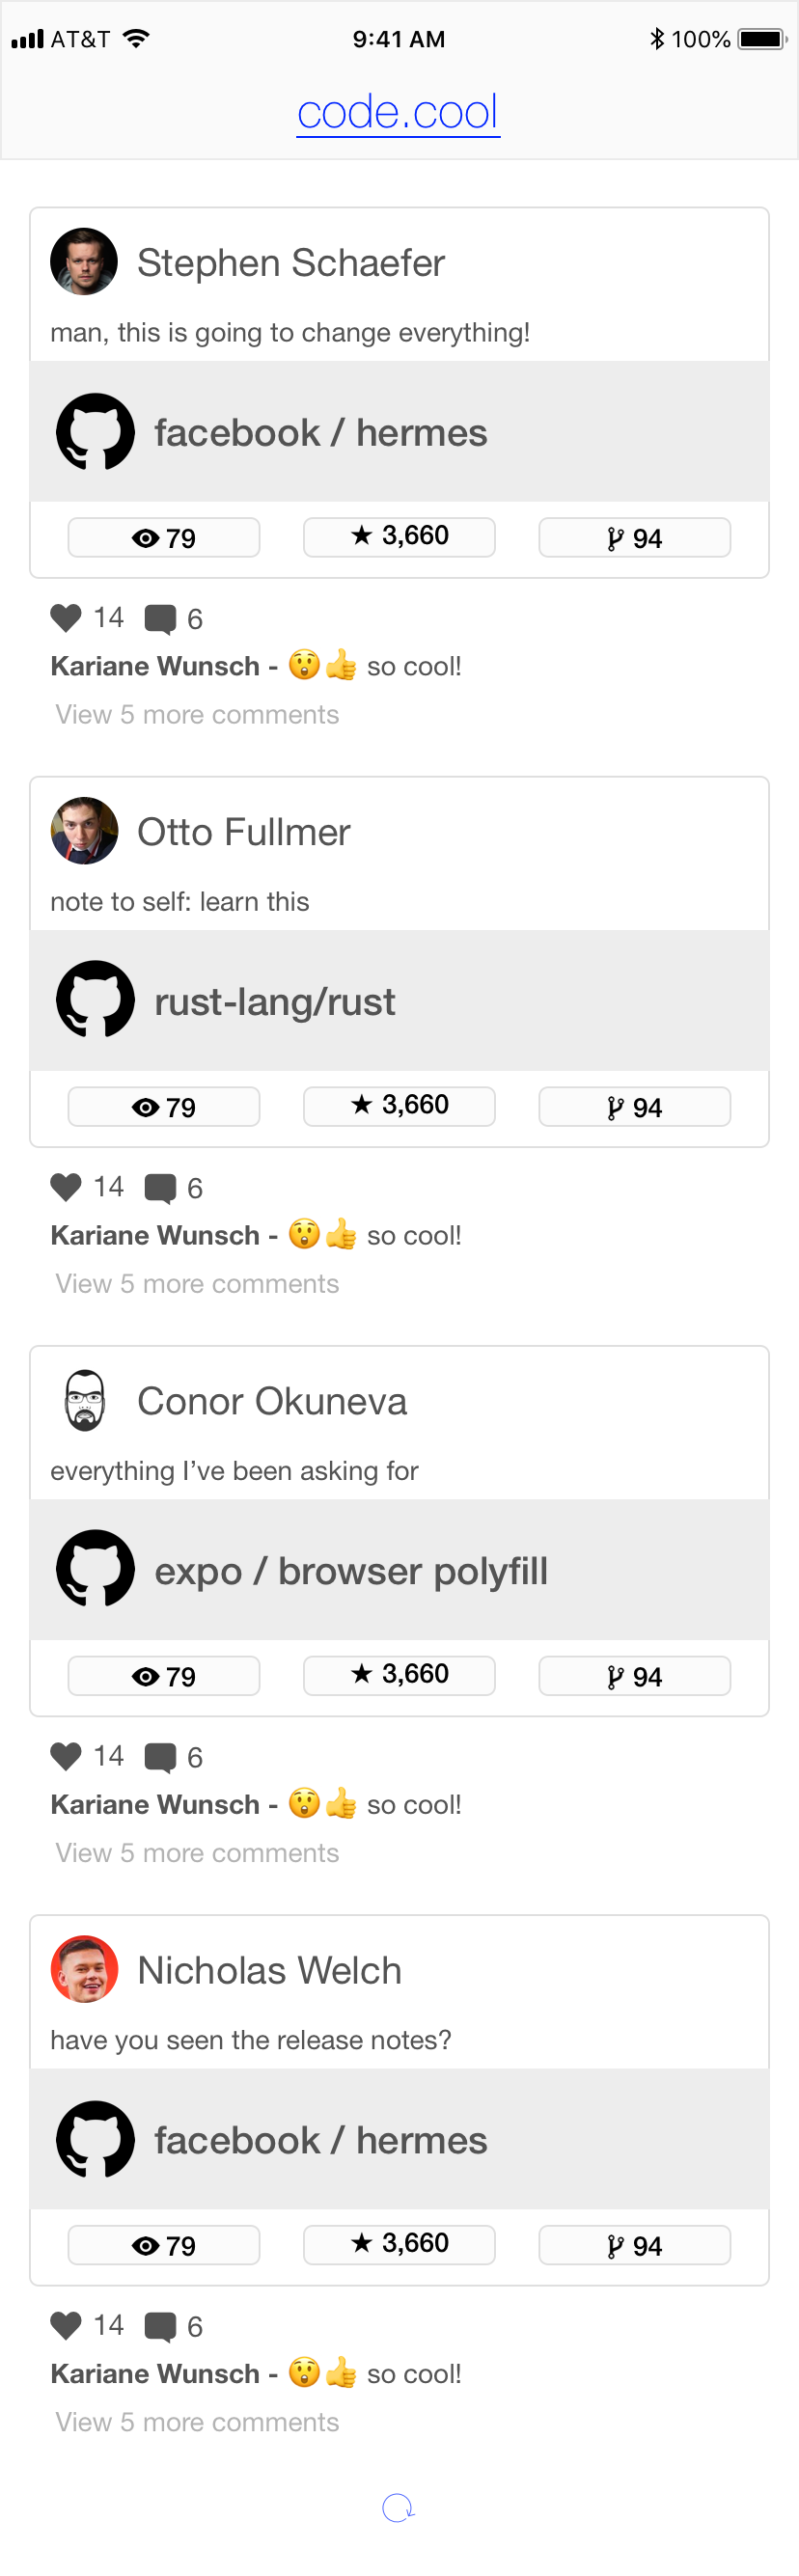 AT&T 9:41 AM 100%
code.cool
Stephen Schaefer
man, this is going to change everything!
facebook / hermes
79 ★ 3,660 94
14 6
Kariane Wunsch - 😲👍 so cool!
View 5 more comments
Otto Fullmer
note to self: learn this
rust-lang/rust
79 ★ 3,660 94
14 6
Kariane Wunsch - 😲👍 so cool!
View 5 more comments
Conor Okuneva
everything I’ve been asking for
expo / browser polyfill
79 ★ 3,660 94
14 6
Kariane Wunsch - 😲👍 so cool!
View 5 more comments
Nicholas Welch
have you seen the release notes?
facebook / hermes
79 ★ 3,660 94
14 6
Kariane Wunsch - 😲👍 so cool!
View 5 more comments